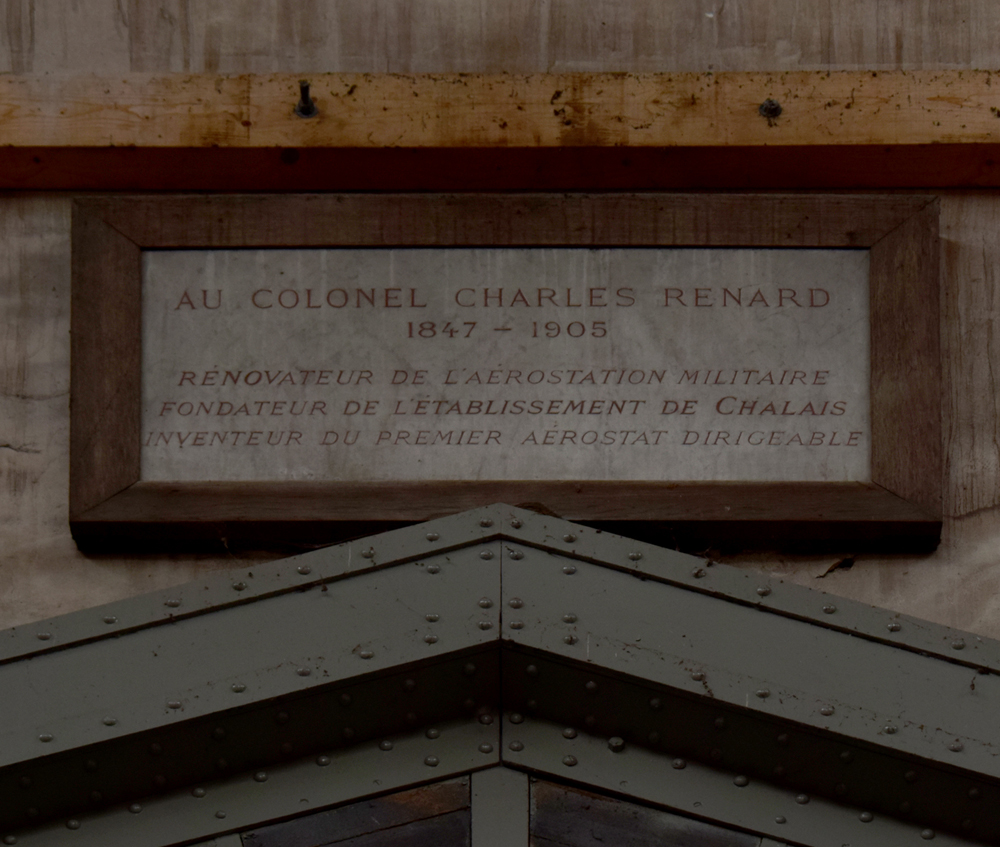 AU COLONEL CHARLES RENARD
1847 – 1905
RÉNOVATEUR DE L'AÉROSTATION MILITAIRE
FONDATEUR DE L'ÉTABLISSEMENT DE CHALAIS
INVENTEUR DU PREMIER AÉROSTAT DIRIGEABLE